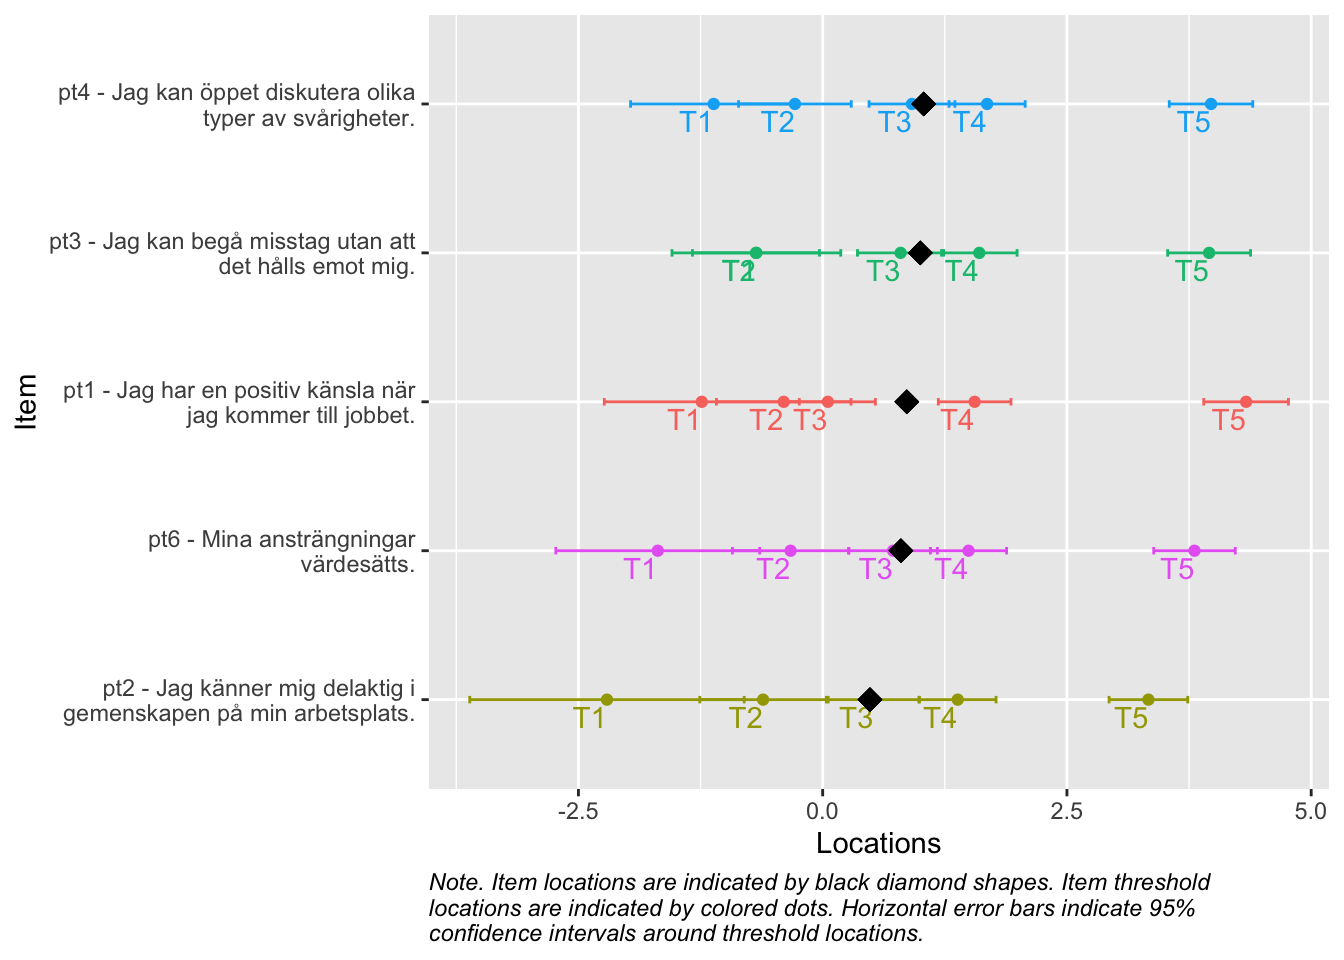 pt4 - Jag kan öppet diskutera olika
typer av svårigheter.
T1 T2 T3 T4 T5
pt3 - Jag kan begå misstag utan att
det hålls emot mig.
T1 T2 T3 T4 T5
pt1 - Jag har en positiv känsla när
jag kommer till jobbet.
T1 T2 T3 T4 T5
pt6 - Mina ansträngningar
värdesätts.
T1 T2 T3 T4 T5
pt2 - Jag känner mig delaktig i
gemenskapen på min arbetsplats.
T1 T2 T3 T4 T5
Item
-2.5 0.0 2.5 5.0
Locations
Note. Item locations are indicated by black diamond shapes. Item threshold
locations are indicated by colored dots. Horizontal error bars indicate 95%
confidence intervals around threshold locations.